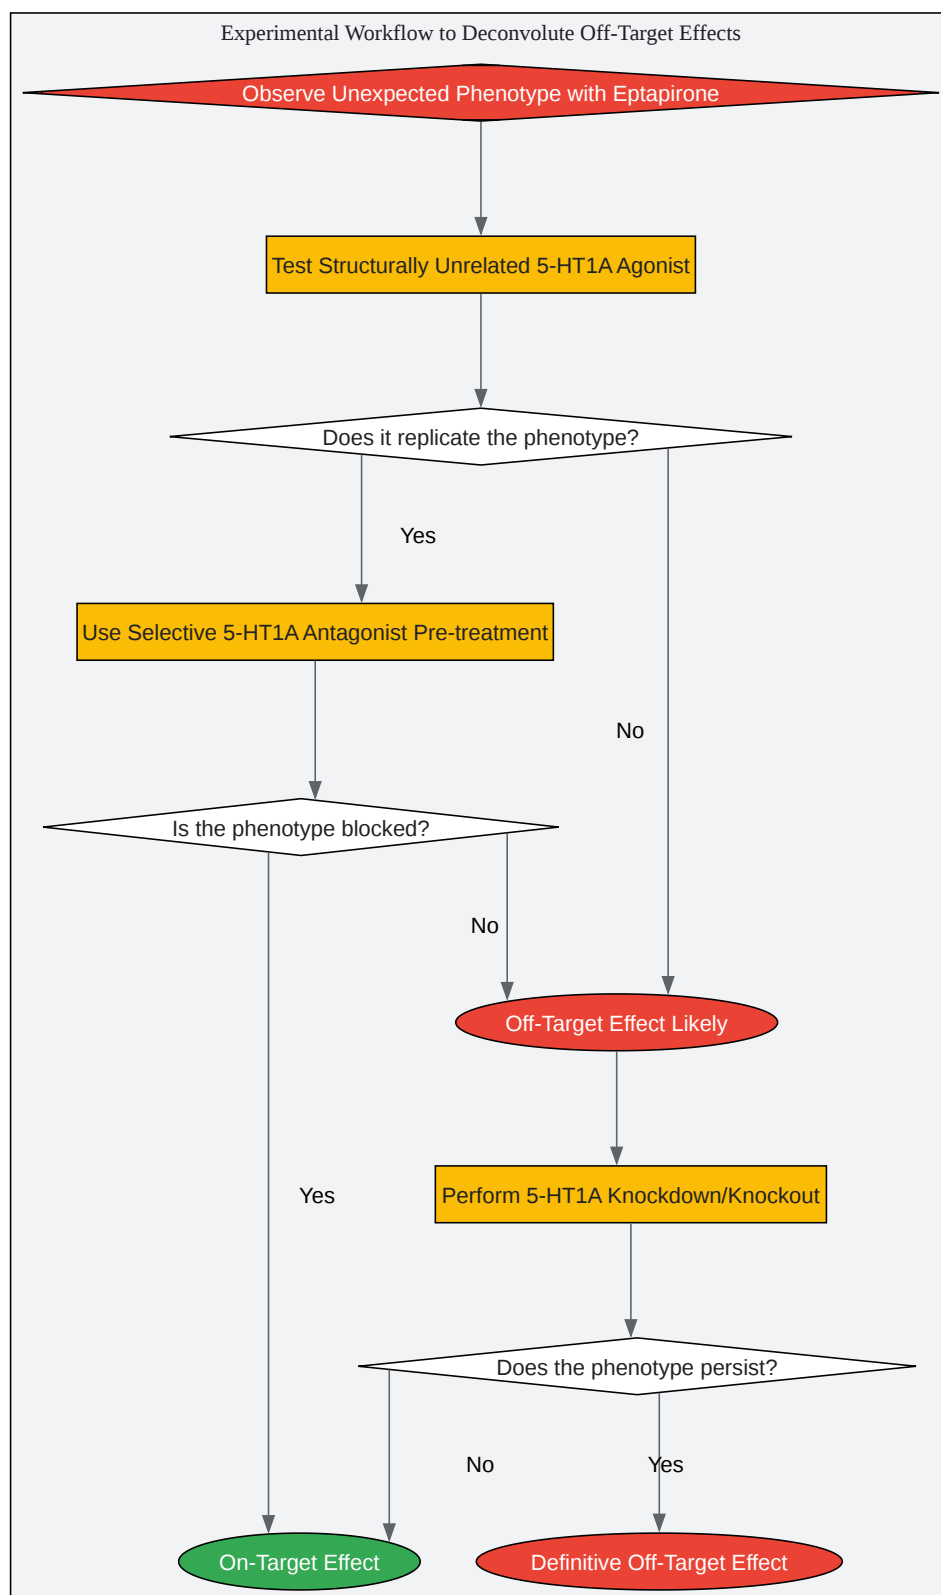 Experimental Workflow to Deconvolute Off-Target Effects
Observe Unexpected Phenotype with Eptapirone
Test Structurally Unrelated 5-HT1A Agonist
Does it replicate the phenotype?
Yes
Use Selective 5-HT1A Antagonist Pre-treatment
No
Is the phenotype blocked?
No
Off-Target Effect Likely
Yes
Perform 5-HT1A Knockdown/Knockout
Does the phenotype persist?
No
Yes
On-Target Effect
Definitive Off-Target Effect